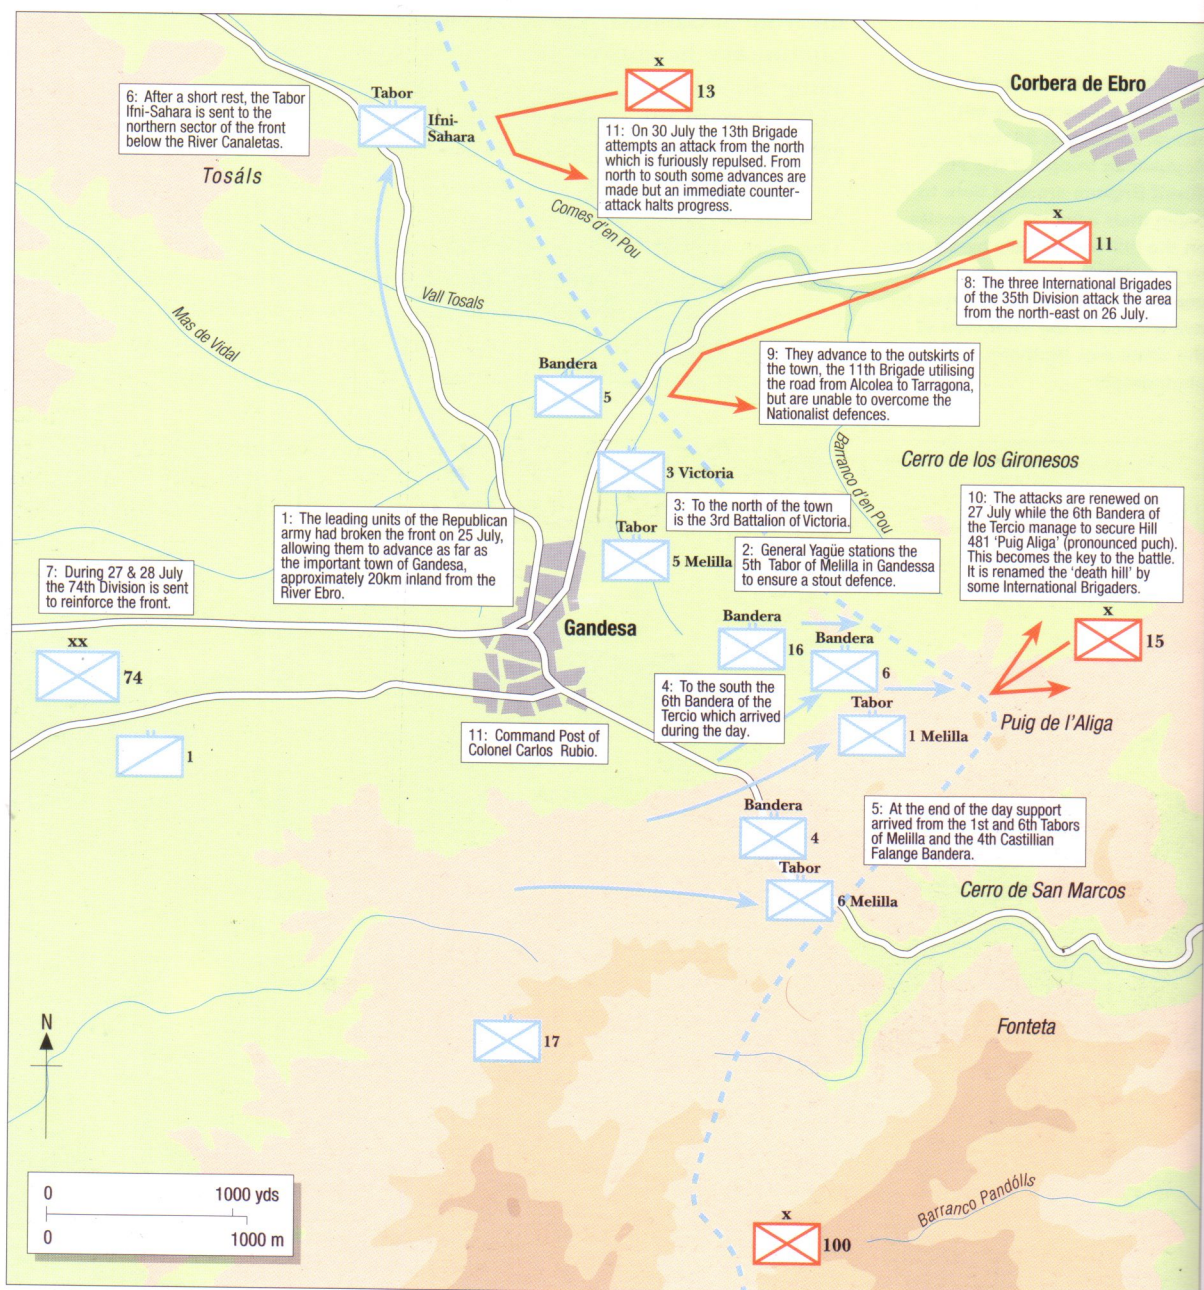 x
13
Corbera de Ebro
6: After a short rest, the Tabor
Ifni-Sahara is sent to the
northern sector of the front
below the River Canaletas.
Tabor
Ifni-
Sahara
11: On 30 July the 13th Brigade
attempts an attack from the north
which is furiously repulsed. From
north to south some advances are
made but an immediate counter-
attack halts progress.
Tosáls
Comes d'en Pou
x
11
8: The three International Brigades
of the 35th Division attack the area
from the north-east on 26 July.
Vall Tosals
Mas de Vidal
9: They advance to the outskirts of
the town, the 11th Brigade utilising
the road from Alcolea to Tarragona,
but are unable to overcome the
Nationalist defences.
Bandera
5
Barranco d'en Pou
Cerro de los Gironesos
3 Victoria
3: To the north of the town
is the 3rd Battalion of Victoria.
10: The attacks are renewed on
27 July while the 6th Bandera of
the Tercio manage to secure Hill
481 'Puig Aliga' (pronounced puch).
This becomes the key to the battle.
It is renamed the 'death hill' by
some International Brigaders.
1: The leading units of the Republican
army had broken the front on 25 July,
allowing them to advance as far as
the important town of Gandesa,
approximately 20km inland from the
River Ebro.
Tabor
5 Melilla
2: General Yagüe stations the
5th Tabor of Melilla in Gandessa
to ensure a stout defence.
7: During 27 & 28 July
the 74th Division is sent
to reinforce the front.
xx
74
Gandesa
Bandera
16
Bandera
6
x
15
4: To the south the
6th Bandera of the
Tercio which arrived
during the day.
Tabor
1 Melilla
Puig de l'Aliga
1
11: Command Post of
Colonel Carlos Rubio.
Bandera
4
5: At the end of the day support
arrived from the 1st and 6th Tabors
of Melilla and the 4th Castillian
Falange Bandera.
Tabor
6 Melilla
Cerro de San Marcos
N
17
Fonteta
0 1000 yds
0 1000 m
Barranco Pandólls
x
100